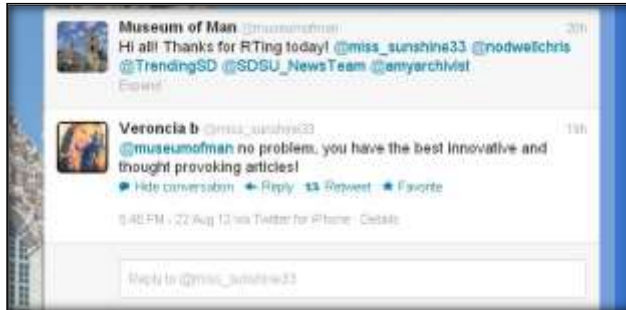 Museum of Man @museumofman 20h
Hi all! Thanks for RTing today! @miss_sunshine33 @nodwellchris
@TrendingSD @SDSU_NewsTeam @amyarchivist
Expand
Veroncia b @miss_sunshine33 19h
@museumofman no problem, you have the best innovative and
thought provoking articles!
Hide conversation Reply Retweet Favorite
6:46 PM - 22 Aug 12 via Twitter for iPhone · Details
Reply to @miss_sunshine33